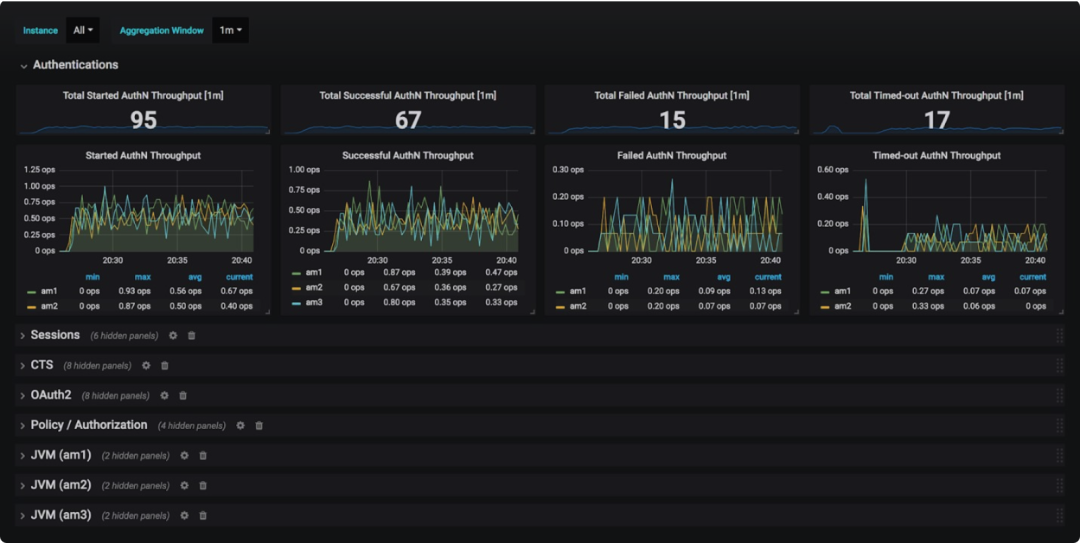 Instance All Aggregation Window 1m
Authentications
Total Started AuthN Throughput [1m]
95
Total Successful AuthN Throughput [1m]
67
Total Failed AuthN Throughput [1m]
15
Total Timed-out AuthN Throughput [1m]
17
Started AuthN Throughput
1.25 ops
1.00 ops
0.75 ops
0.50 ops
0.25 ops
0 ops
20:30 20:35 20:40
min max avg current
am1 0 ops 0.93 ops 0.56 ops 0.67 ops
am2 0 ops 0.87 ops 0.50 ops 0.40 ops
Successful AuthN Throughput
1.00 ops
0.75 ops
0.50 ops
0.25 ops
0 ops
20:30 20:35 20:40
am1 0 ops 0.87 ops 0.39 ops 0.47 ops
am2 0 ops 0.67 ops 0.36 ops 0.27 ops
am3 0 ops 0.80 ops 0.35 ops 0.33 ops
Failed AuthN Throughput
0.30 ops
0.20 ops
0.10 ops
0 ops
20:30 20:35 20:40
min max avg current
am1 0 ops 0.20 ops 0.09 ops 0.13 ops
am2 0 ops 0.20 ops 0.07 ops 0.07 ops
Timed-out AuthN Throughput
0.60 ops
0.40 ops
0.20 ops
0 ops
20:30 20:35 20:40
min max avg current
am1 0 ops 0.27 ops 0.07 ops 0.07 ops
am2 0 ops 0.33 ops 0.06 ops 0 ops
Sessions (6 hidden panels)
CTS (8 hidden panels)
OAuth2 (8 hidden panels)
Policy / Authorization (4 hidden panels)
JVM (am1) (2 hidden panels)
JVM (am2) (2 hidden panels)
JVM (am3) (2 hidden panels)